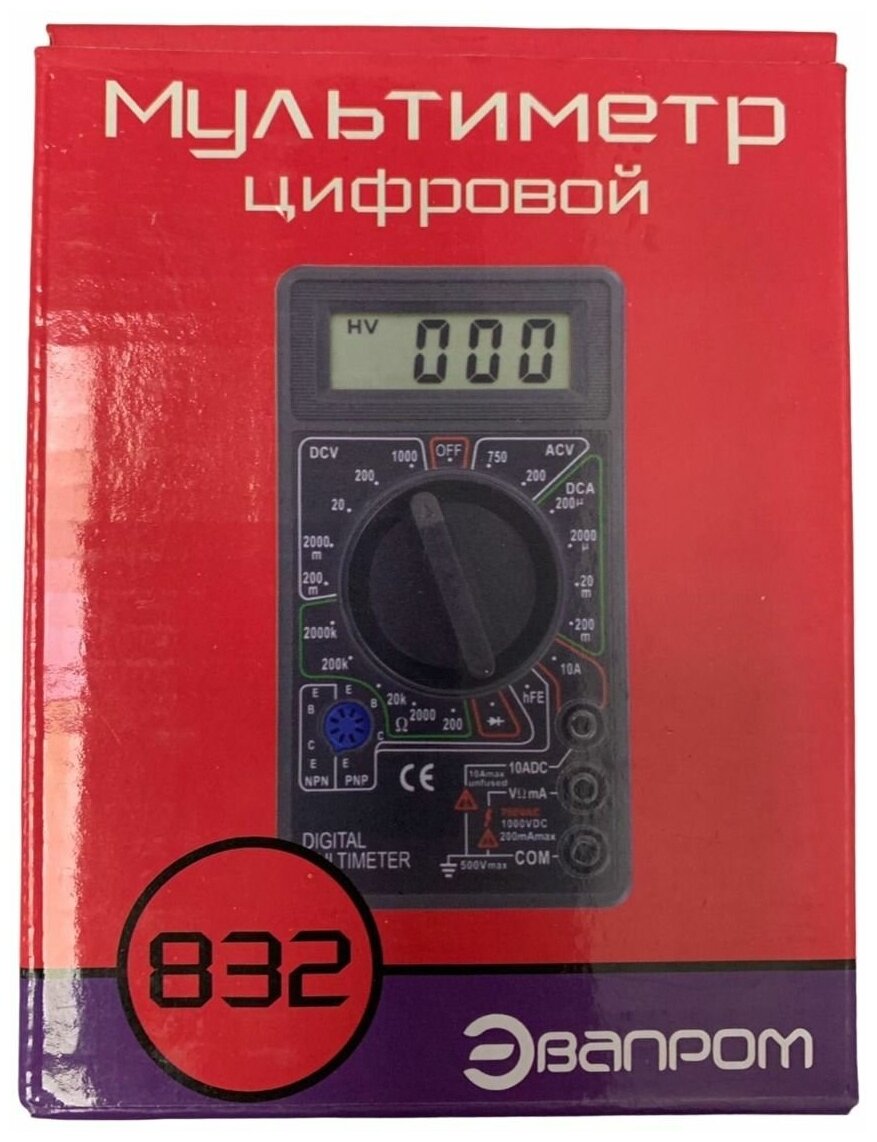 Мультиметр
цифровой
HV 000
DCV 1000 OFF 750 ACV
200 200
DCA
20 200µ
2000m 2000µ
200m 20m
2000k 200m
200k 10A
20k 2000 200 hFE
Ω
E E
B B
C C
E E
NPN PNP
CE
10Amax 10ADC
unfused
VΩmA
750VAC
1000VDC
200mAmax
500Vmax COM
DIGITAL
LTIMETER
832
Эвапром